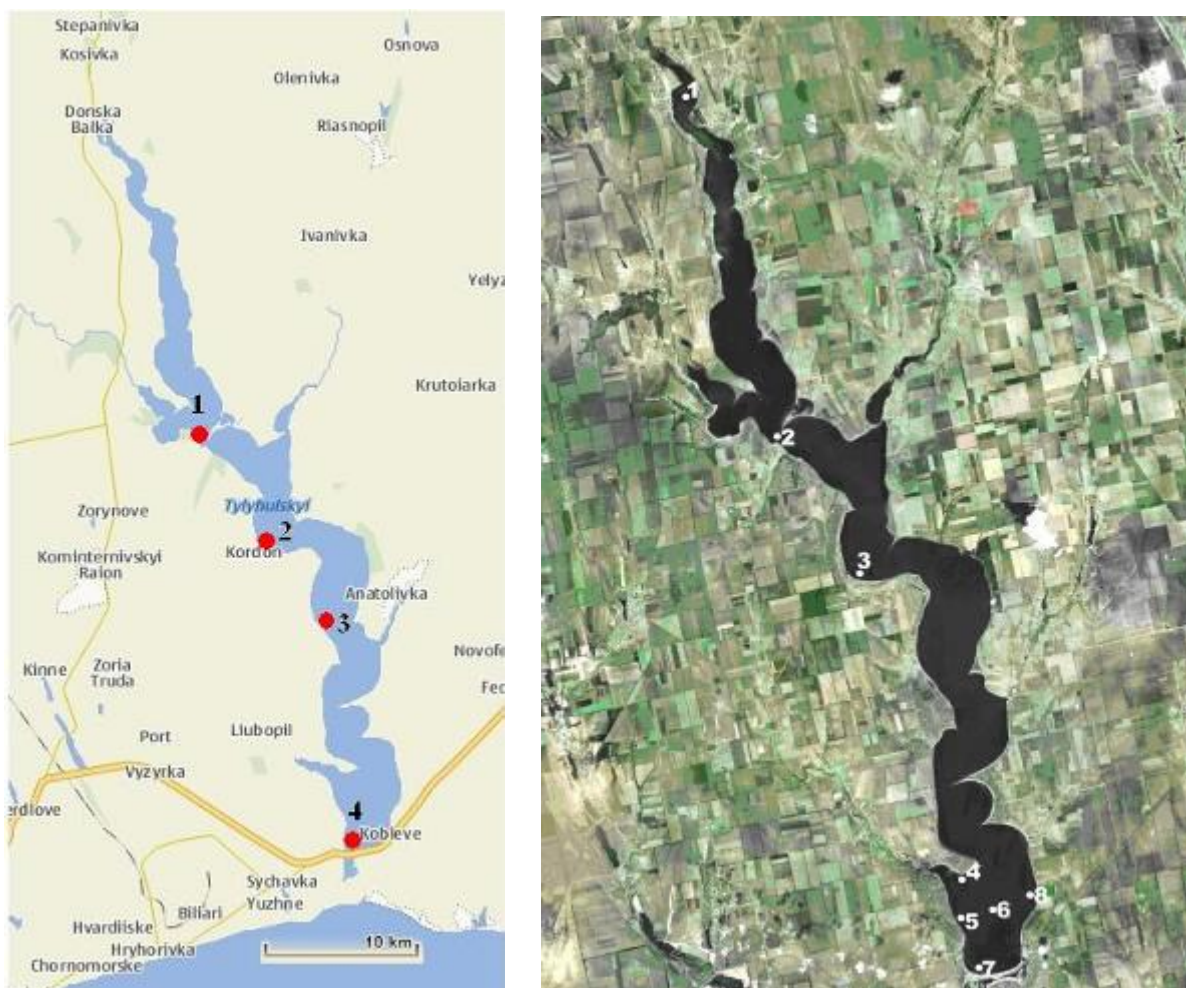 Stepanivka
Kosivka
Osnova
Olenivka
Donska
Balka
Riasnopil
Ivanivka
Yelyz
Krutoiarka
1
Tylyhulskyi
Zorynove
2
Kordon
Kominternivskyi
Raion
Anatolivka
3
Kinne
Zoria
Truda
Novofe
Fed
Liubopil
Port
Vyzyrka
erdlove
4
Kobleve
Sychavka
Yuzhne
Biliari
Hvardiiske
Hryhorivka
Chornomorske
10 km
1
2
3
4
8
6
5
7